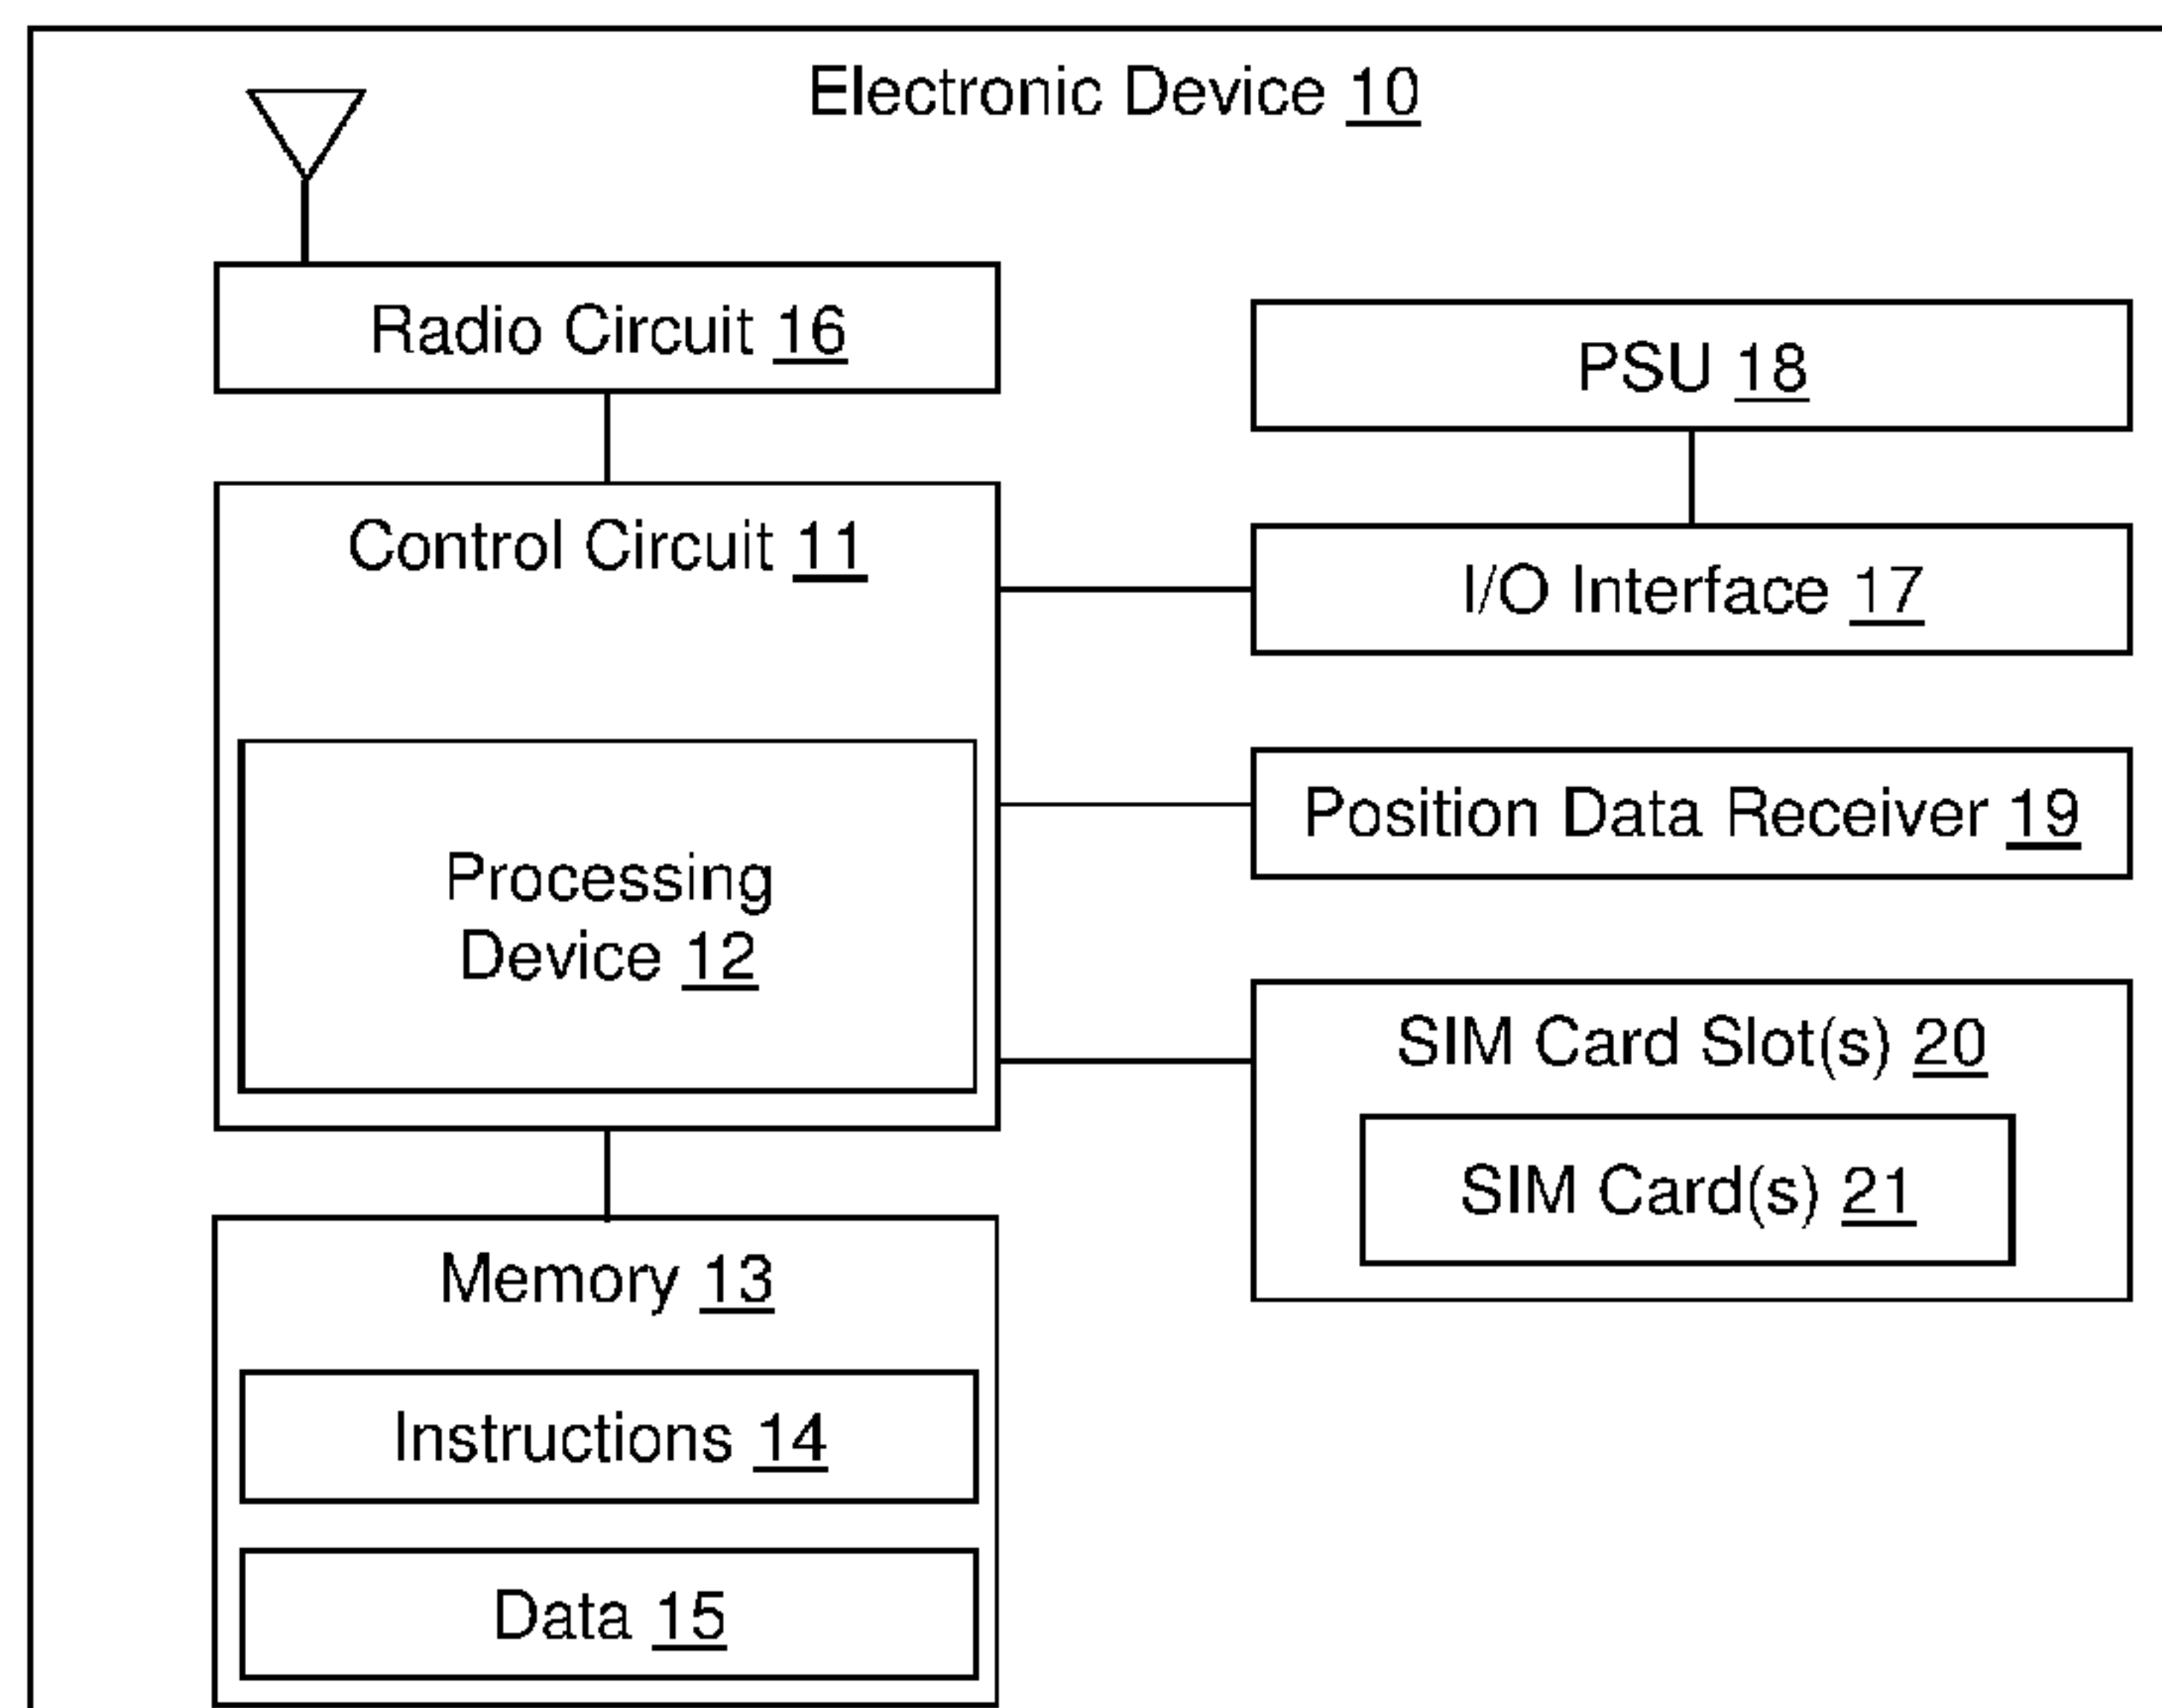 Electronic Device 10
Radio Circuit 16
PSU 18
Control Circuit 11
I/O Interface 17
Processing
Device 12
Position Data Receiver 19
SIM Card Slot(s) 20
SIM Card(s) 21
Memory 13
Instructions 14
Data 15